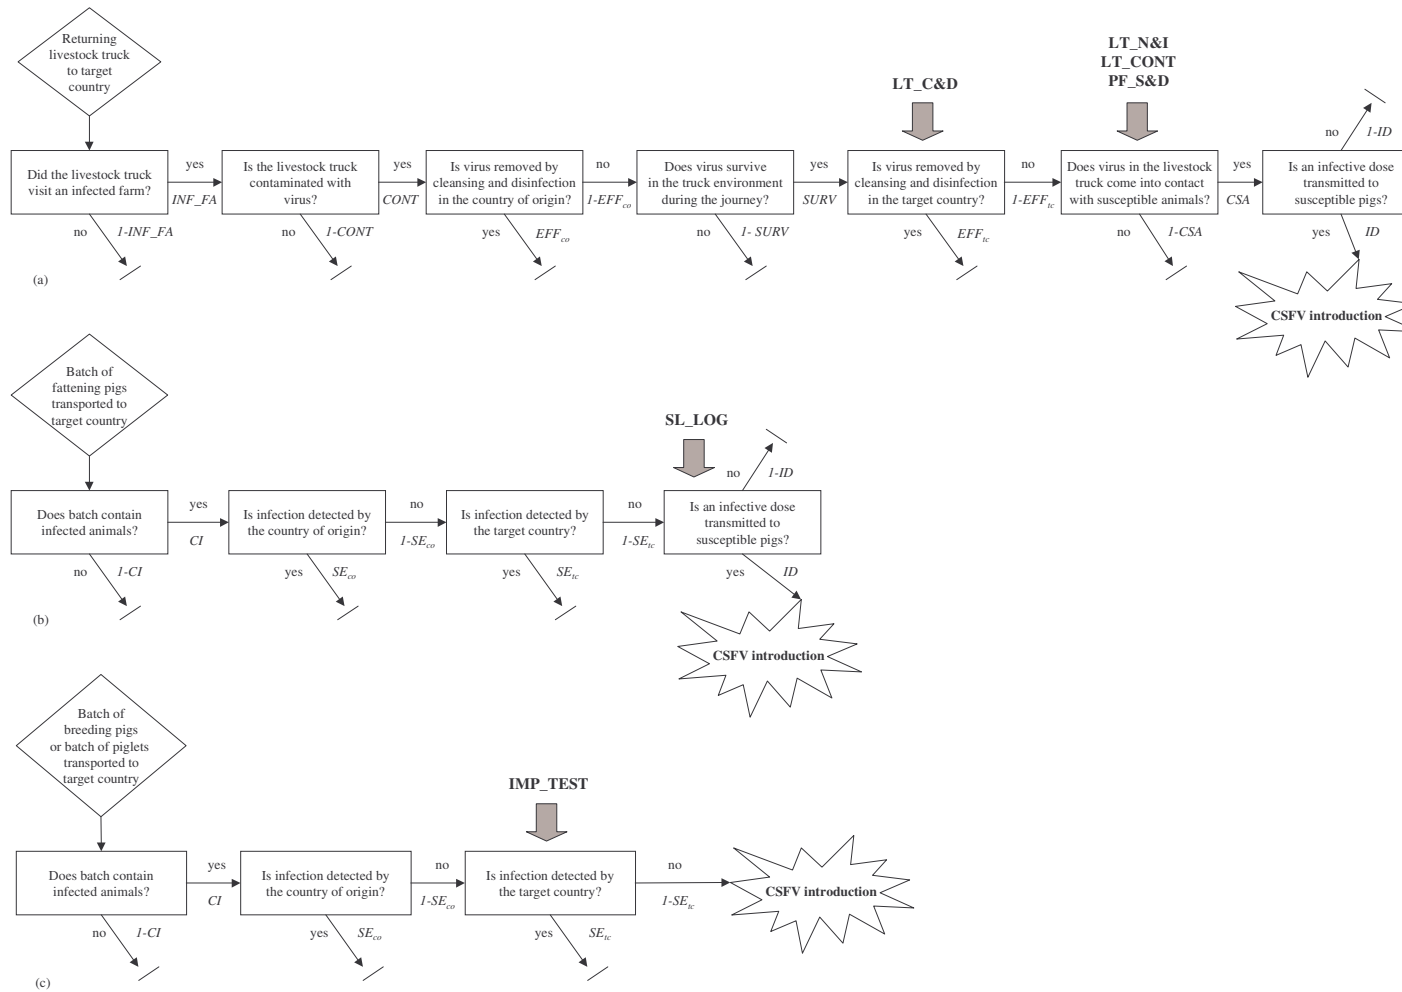 Returning
livestock truck
to target
country
LT_N&I
LT_CONT
PF_S&D
LT_C&D
no
1-ID
Did the livestock truck
visit an infected farm?
yes
INF_FA
Is the livestock truck
contaminated with
virus?
yes
CONT
Is virus removed by
cleansing and disinfection
in the country of origin?
no
1-EFFco
Does virus survive
in the truck environment
during the journey?
yes
SURV
Is virus removed by
cleansing and disinfection
in the target country?
no
1-EFFtc
Does virus in the livestock
truck come into contact
with susceptible animals?
yes
CSA
Is an infective dose
transmitted to
susceptible pigs?
no 1-INF_FA
no 1-CONT
yes EFFco
no 1- SURV
yes EFFtc
no 1-CSA
yes ID
(a)
CSFV introduction
Batch of
fattening pigs
transported to
target country
SL_LOG
no
1-ID
Does batch contain
infected animals?
yes
CI
Is infection detected by
the country of origin?
no
1-SEco
Is infection detected by
the target country?
no
1-SEtc
Is an infective dose
transmitted to
susceptible pigs?
no 1-CI
yes SEco
yes SEtc
yes ID
(b)
CSFV introduction
Batch of
breeding pigs
or batch of piglets
transported to
target country
IMP_TEST
Does batch contain
infected animals?
yes
CI
Is infection detected by
the country of origin?
no
1-SEco
Is infection detected by
the target country?
no
1-SEtc
CSFV introduction
no 1-CI
yes SEco
yes SEtc
(c)